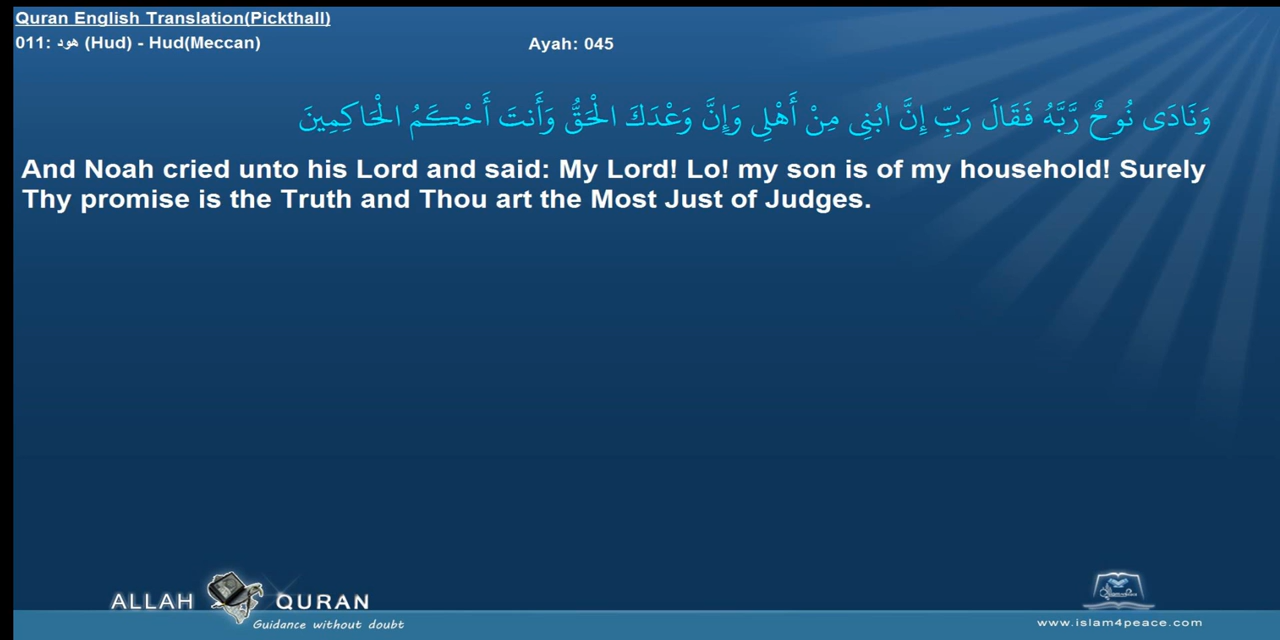 Quran English Translation(Pickthall)
011: هود (Hud) - Hud(Meccan) Ayah: 045
وَنَادَى نُوحٌ رَّبَّهُ فَقَالَ رَبِّ إِنَّ ابُنِي مِنْ أَهْلِي وَإِنَّ وَعْدَكَ الْحَقُّ وَأَنتَ أَحْكَمُ الْحَاكِمِينَ
And Noah cried unto his Lord and said: My Lord! Lo! my son is of my household! Surely
Thy promise is the Truth and Thou art the Most Just of Judges.
ALLAH QURAN
Guidance without doubt
www.islam4peace.com